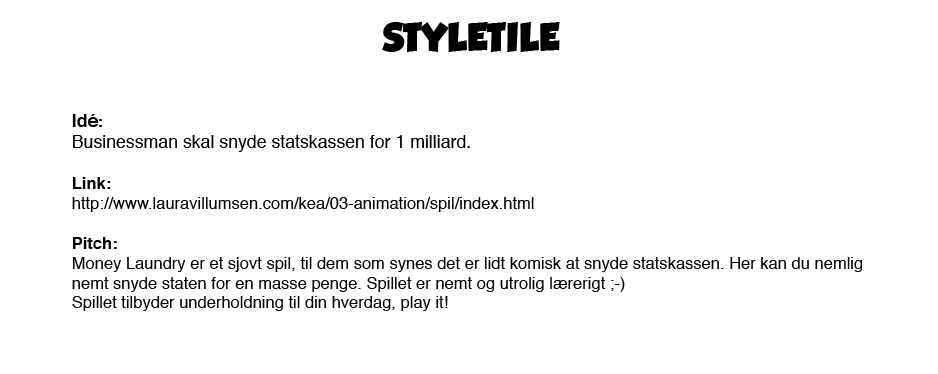 STYLETILE
Idé:
Businessman skal snyde statskassen for 1 milliard.
Link:
http://www.lauravillumsen.com/kea/03-animation/spil/index.html
Pitch:
Money Laundry er et sjovt spil, til dem som synes det er lidt komisk at snyde statskassen. Her kan du nemlig
nemt snyde staten for en masse penge. Spillet er nemt og utrolig lærerigt ;-)
Spillet tilbyder underholdning til din hverdag, play it!